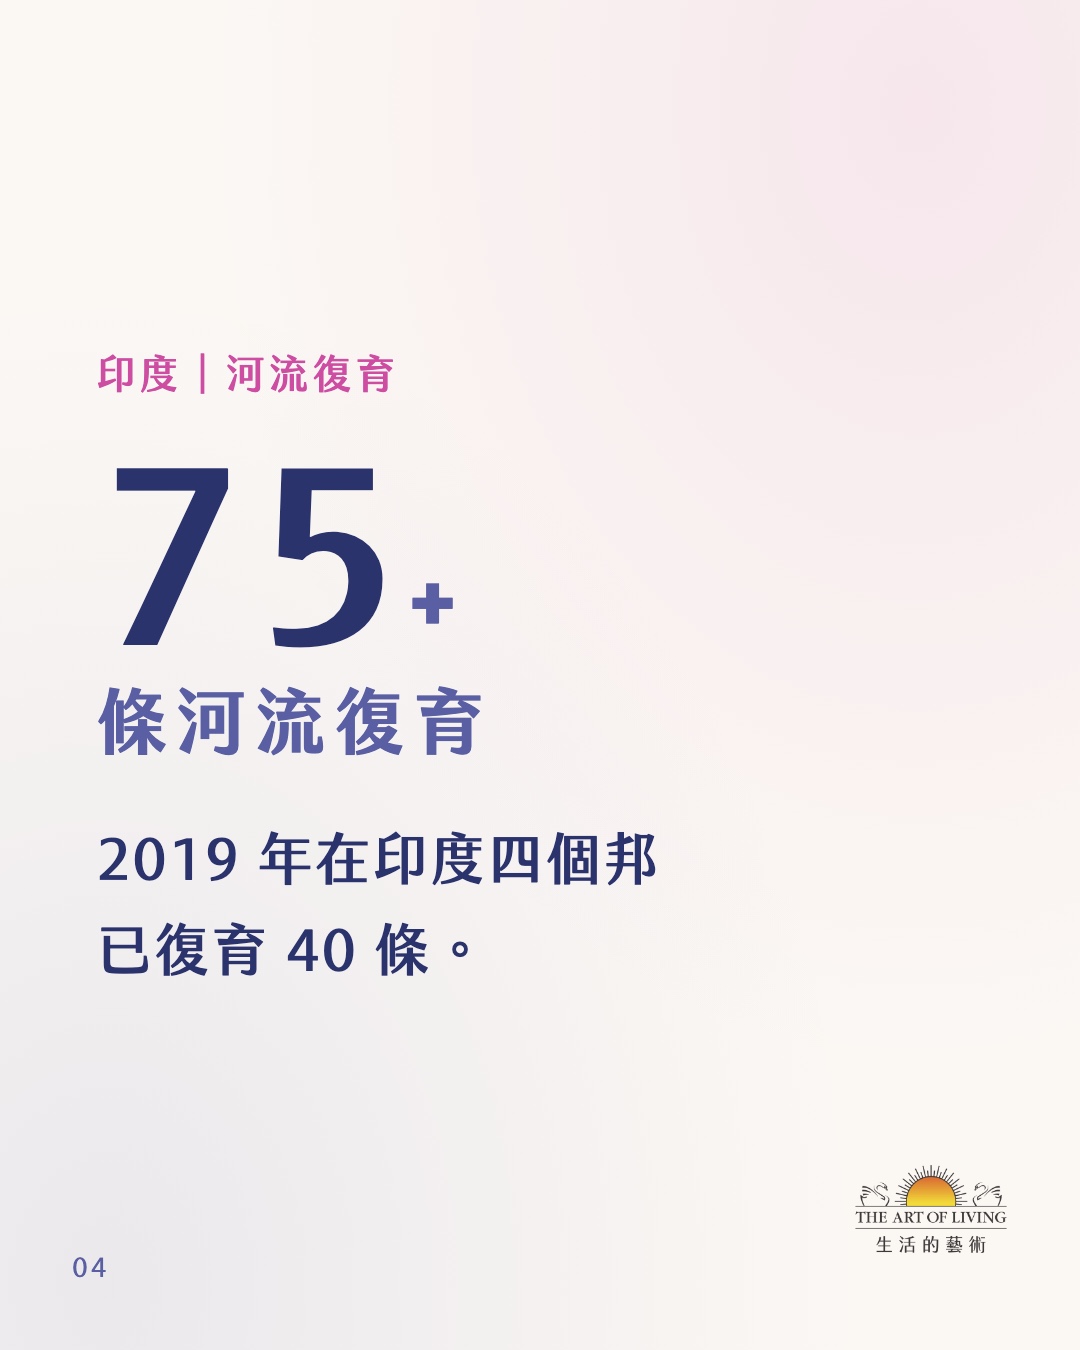 印度｜河流復育
75+
條河流復育
2019 年在印度四個邦
已復育 40 條。
THE ART OF LIVING
生活的藝術
04